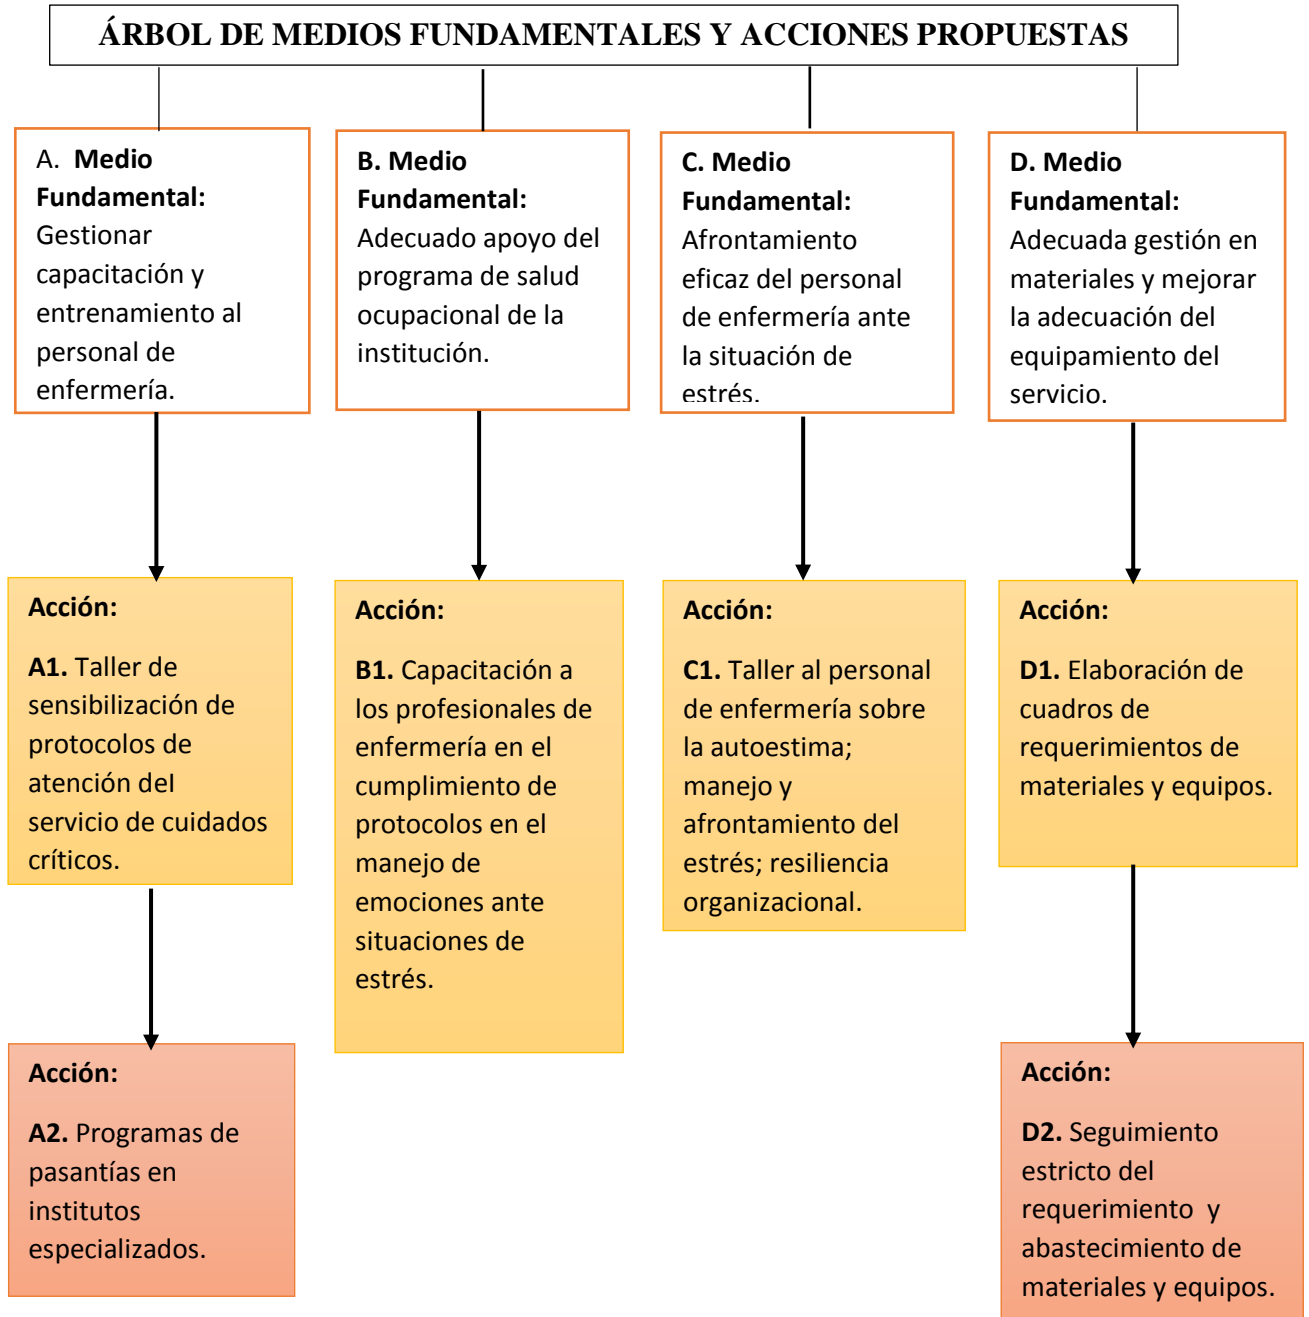 ÁRBOL DE MEDIOS FUNDAMENTALES Y ACCIONES PROPUESTAS
A. Medio
Fundamental:
Gestionar
capacitación y
entrenamiento al
personal de
enfermería.
B. Medio
Fundamental:
Adecuado apoyo del
programa de salud
ocupacional de la
institución.
C. Medio
Fundamental:
Afrontamiento
eficaz del personal
de enfermería ante
la situación de
estrés.
D. Medio
Fundamental:
Adecuada gestión en
materiales y mejorar
la adecuación del
equipamiento del
servicio.
Acción:
A1. Taller de
sensibilización de
protocolos de
atención del
servicio de cuidados
críticos.
Acción:
B1. Capacitación a
los profesionales de
enfermería en el
cumplimiento de
protocolos en el
manejo de
emociones ante
situaciones de
estrés.
Acción:
C1. Taller al personal
de enfermería sobre
la autoestima;
manejo y
afrontamiento del
estrés; resiliencia
organizacional.
Acción:
D1. Elaboración de
cuadros de
requerimientos de
materiales y equipos.
Acción:
A2. Programas de
pasantías en
institutos
especializados.
Acción:
D2. Seguimiento
estricto del
requerimiento y
abastecimiento de
materiales y equipos.